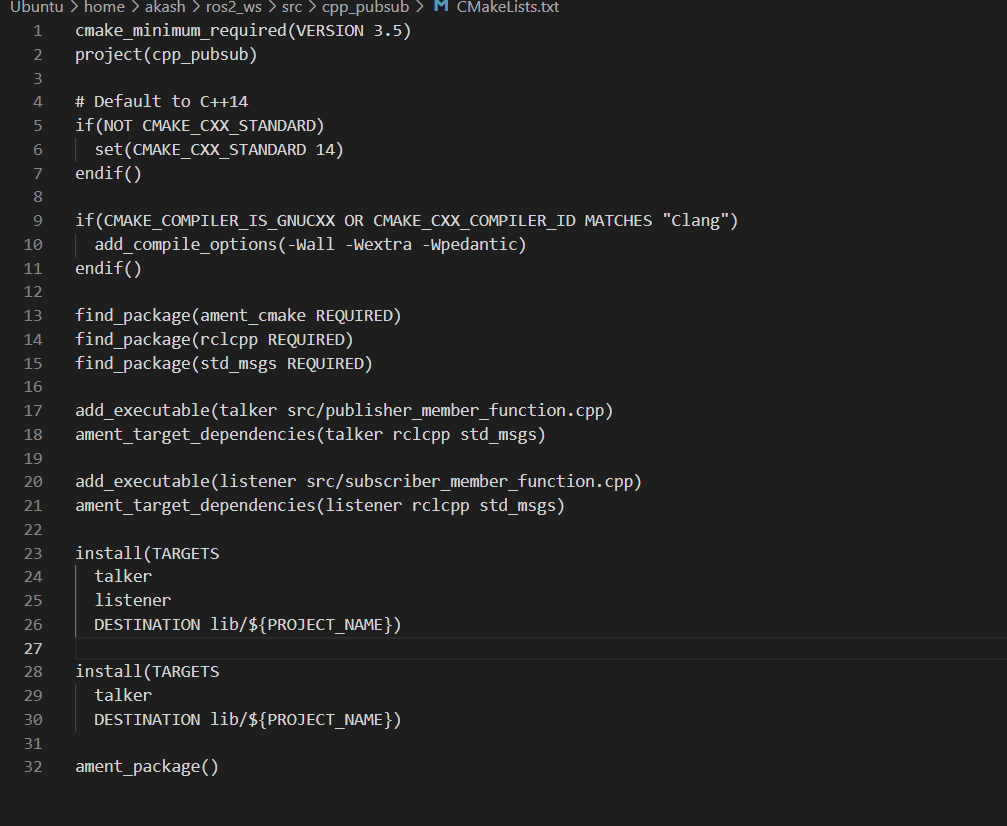 Ubuntu > home > akash > ros2_ws > src > cpp_pubsub > M CMakeLists.txt
1 cmake_minimum_required(VERSION 3.5)
2 project(cpp_pubsub)
3
4 # Default to C++14
5 if(NOT CMAKE_CXX_STANDARD)
6   set(CMAKE_CXX_STANDARD 14)
7 endif()
8
9 if(CMAKE_COMPILER_IS_GNUCXX OR CMAKE_CXX_COMPILER_ID MATCHES "Clang")
10   add_compile_options(-Wall -Wextra -Wpedantic)
11 endif()
12
13 find_package(ament_cmake REQUIRED)
14 find_package(rclcpp REQUIRED)
15 find_package(std_msgs REQUIRED)
16
17 add_executable(talker src/publisher_member_function.cpp)
18 ament_target_dependencies(talker rclcpp std_msgs)
19
20 add_executable(listener src/subscriber_member_function.cpp)
21 ament_target_dependencies(listener rclcpp std_msgs)
22
23 install(TARGETS
24   talker
25   listener
26   DESTINATION lib/${PROJECT_NAME})
27
28 install(TARGETS
29   talker
30   DESTINATION lib/${PROJECT_NAME})
31
32 ament_package()